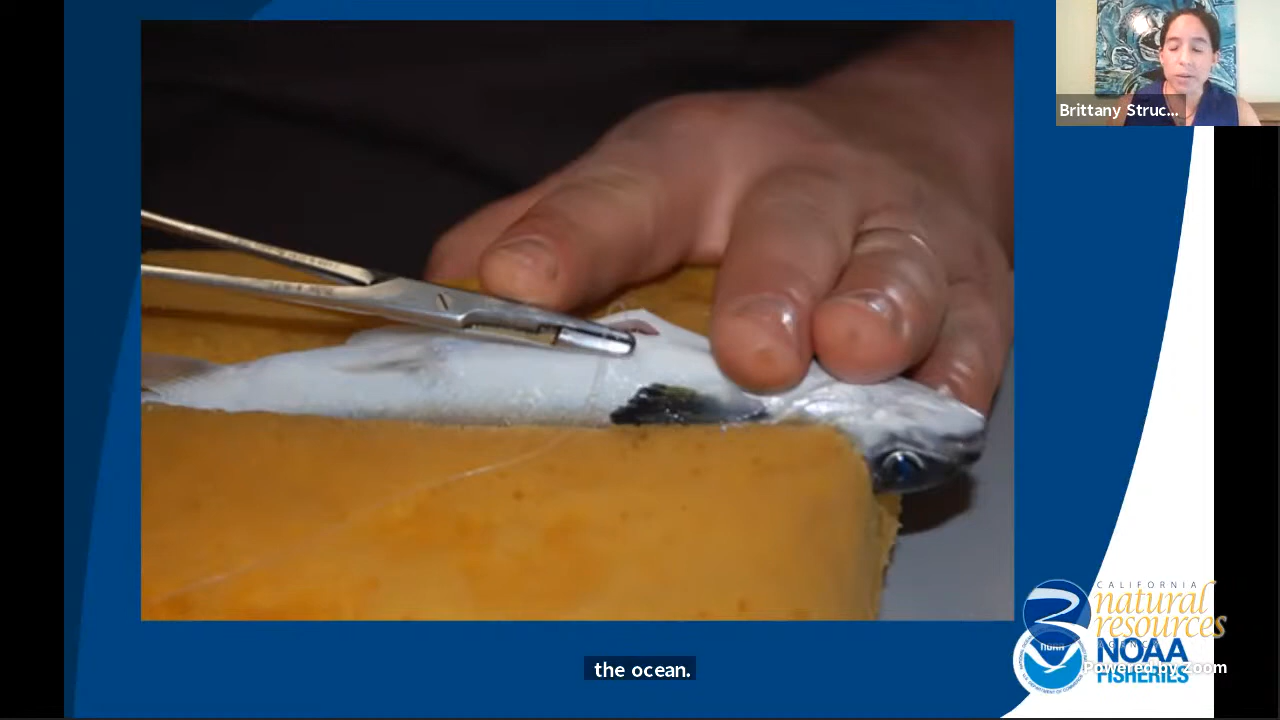 Brittany Struc...
CALIFORNIA
natural
resources
NOAA
FISHERIES
Powered by Zoom
the ocean.